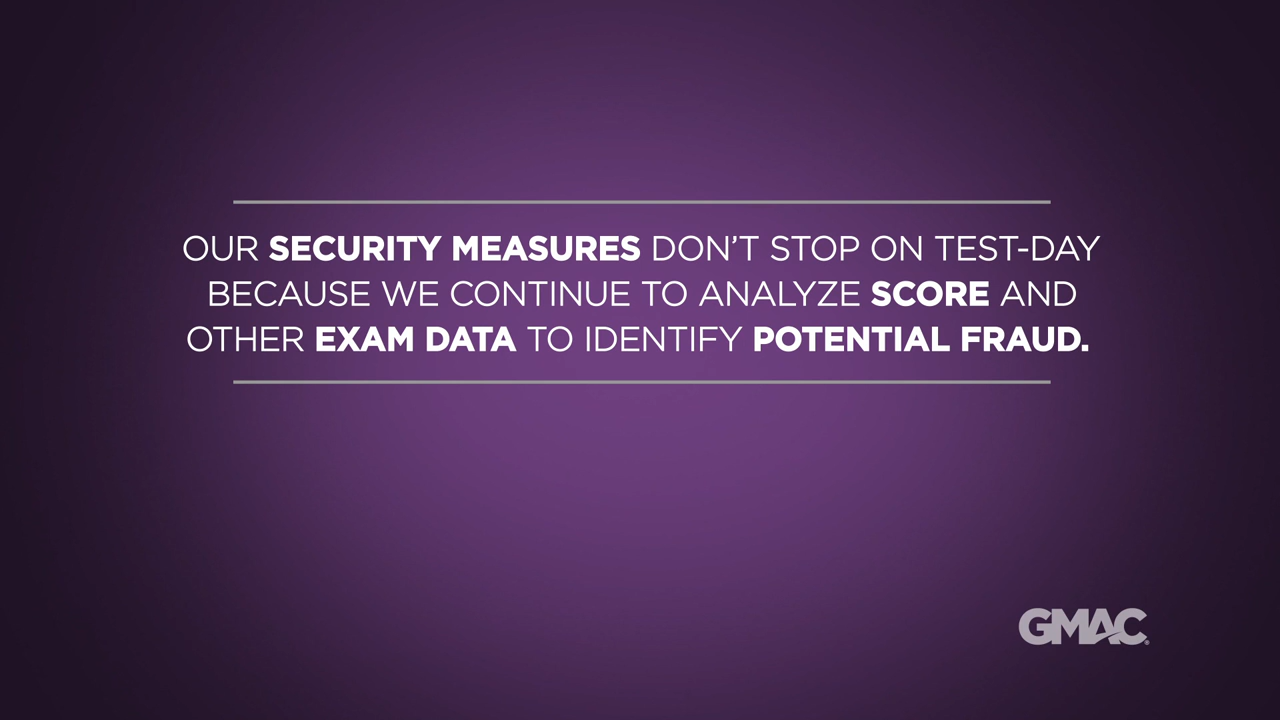 OUR SECURITY MEASURES DON’T STOP ON TEST-DAY
BECAUSE WE CONTINUE TO ANALYZE SCORE AND
OTHER EXAM DATA TO IDENTIFY POTENTIAL FRAUD.
GMAC®